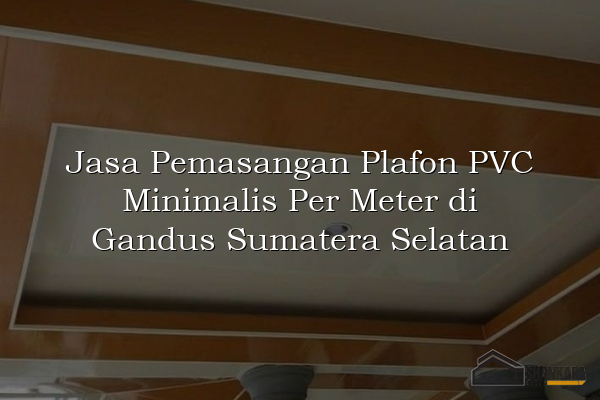 Jasa Pemasangan Plafon PVC
Minimalis Per Meter di
Gandus Sumatera Selatan